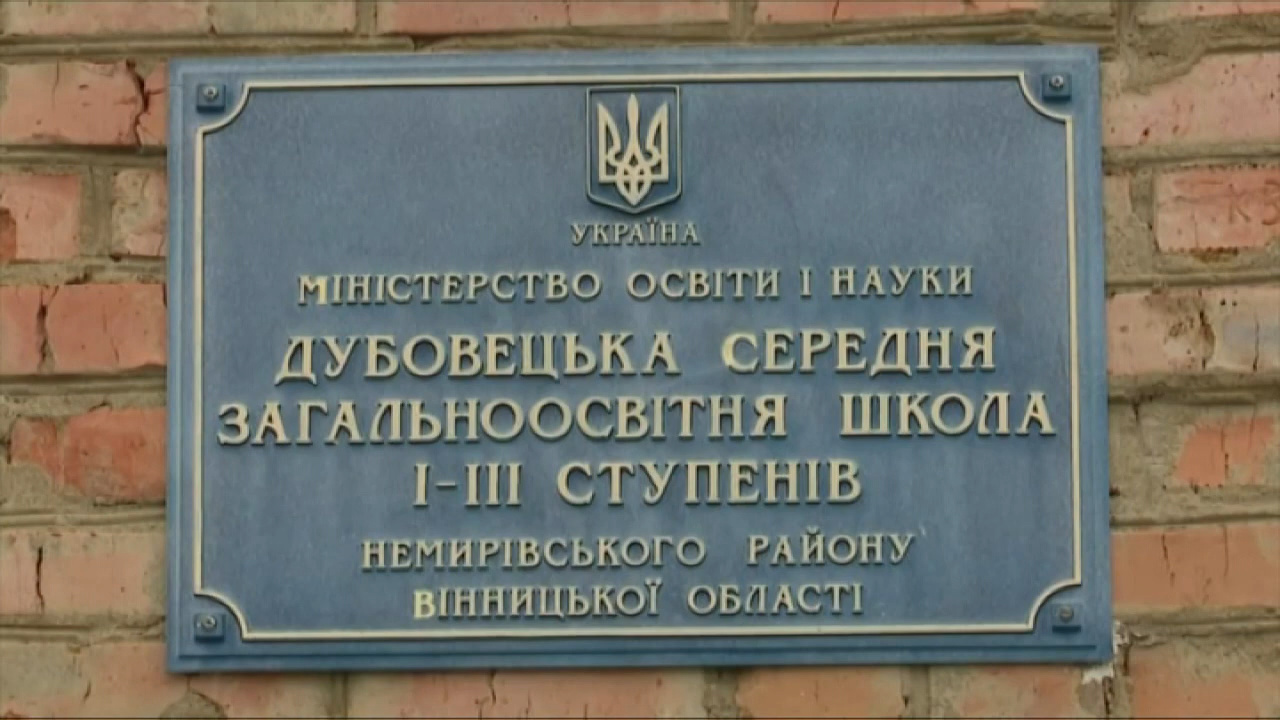 УКРАЇНА
МІНІСТЕРСТВО ОСВІТИ І НАУКИ
ДУБОВЕЦЬКА СЕРЕДНЯ
ЗАГАЛЬНООСВІТНЯ ШКОЛА
І-ІІІ СТУПЕНІВ
НЕМИРІВСЬКОГО РАЙОНУ
ВІННИЦЬКОЇ ОБЛАСТІ